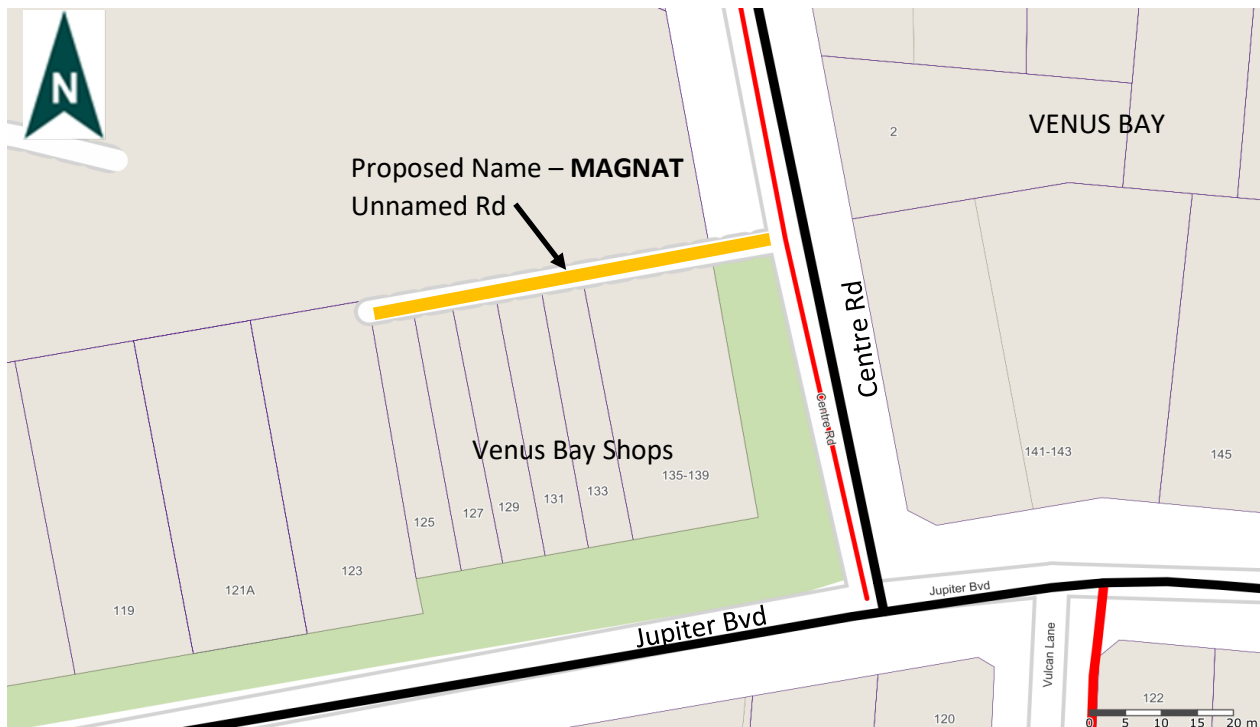 N
2
VENUS BAY
Proposed Name – MAGNAT
Unnamed Rd
Centre Rd
Centre Rd
Venus Bay Shops
141-143
145
135-139
133
131
129
127
125
123
121A
119
Jupiter Bvd
Jupiter Bvd
Vulcan Lane
122
120
0 5 10 15 20 m